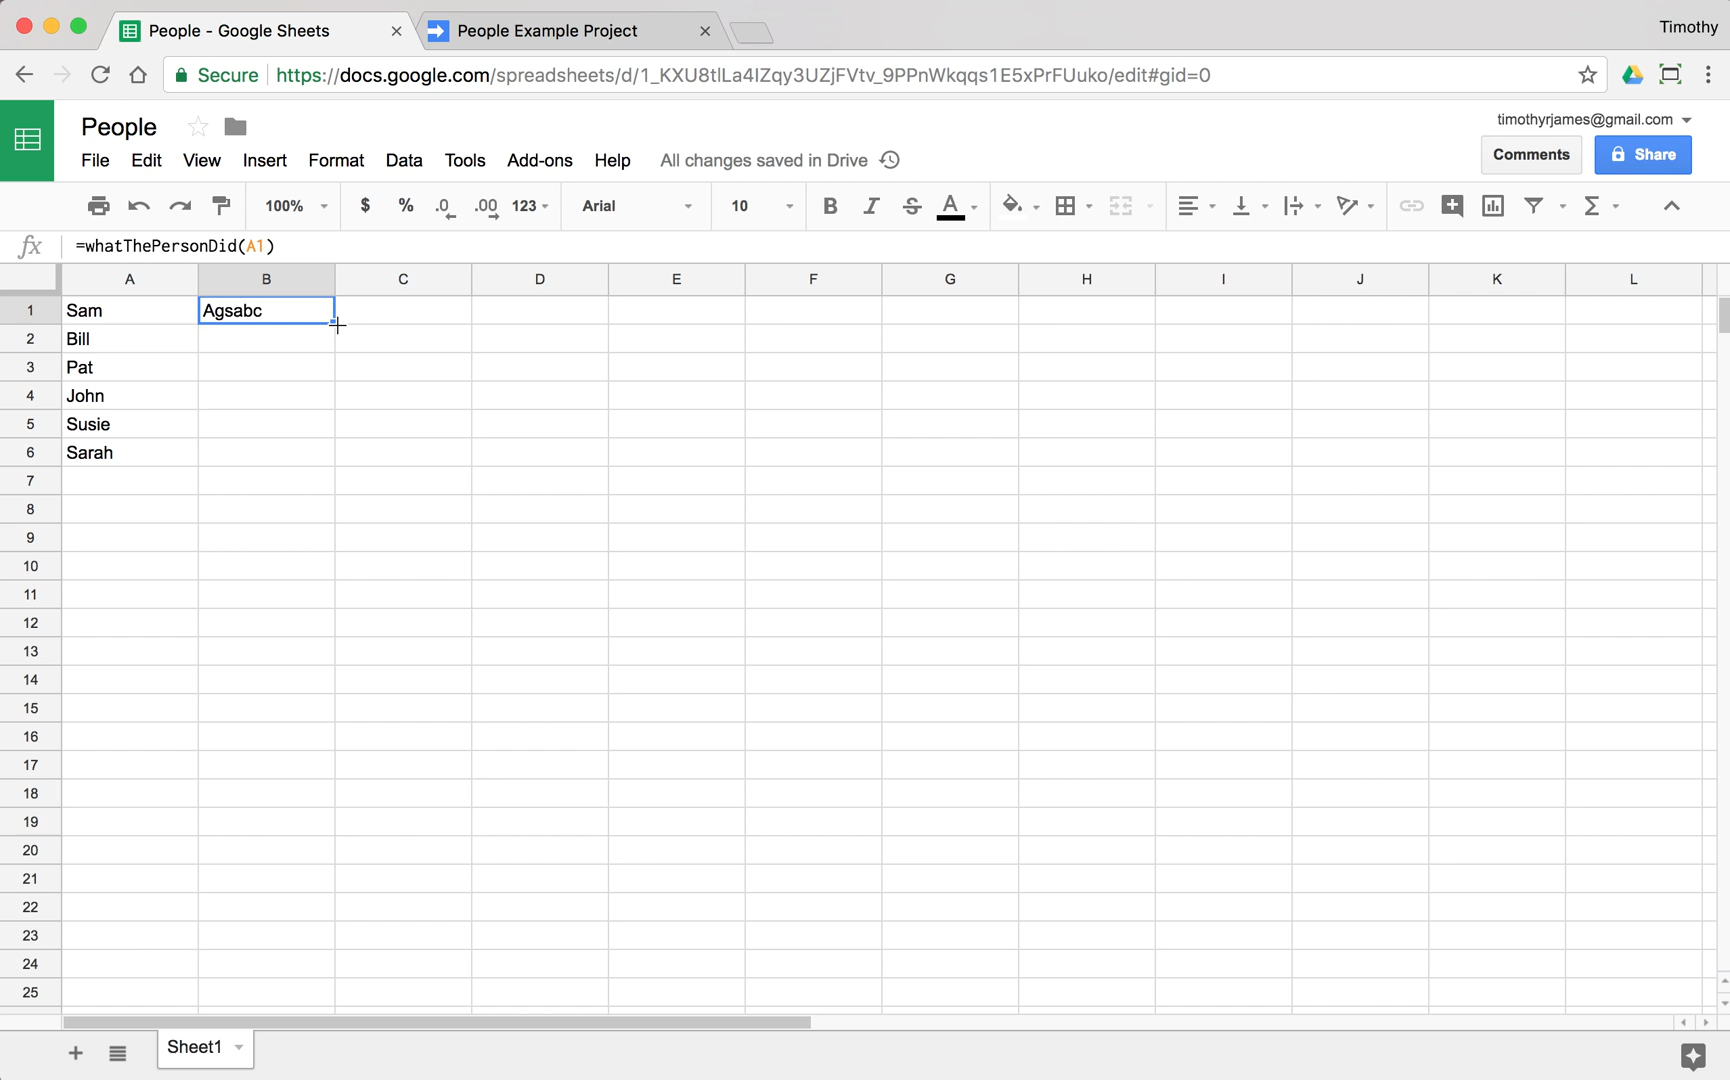 People - Google Sheets
People Example Project
Timothy
Secure https://docs.google.com/spreadsheets/d/1_KXU8tlLa4IZqy3UZjFVtv_9PPnWkqqs1E5xPrFUuko/edit#gid=0
People
timothyrjames@gmail.com
File Edit View Insert Format Data Tools Add-ons Help All changes saved in Drive
Comments Share
100% $ % .0 .00 123 Arial 10 B I S A Σ
fx =whatThePersonDid(A1)
A B C D E F G H I J K L
1 Sam Agsabc
2 Bill
3 Pat
4 John
5 Susie
6 Sarah
7
8
9
10
11
12
13
14
15
16
17
18
19
20
21
22
23
24
25
Sheet1